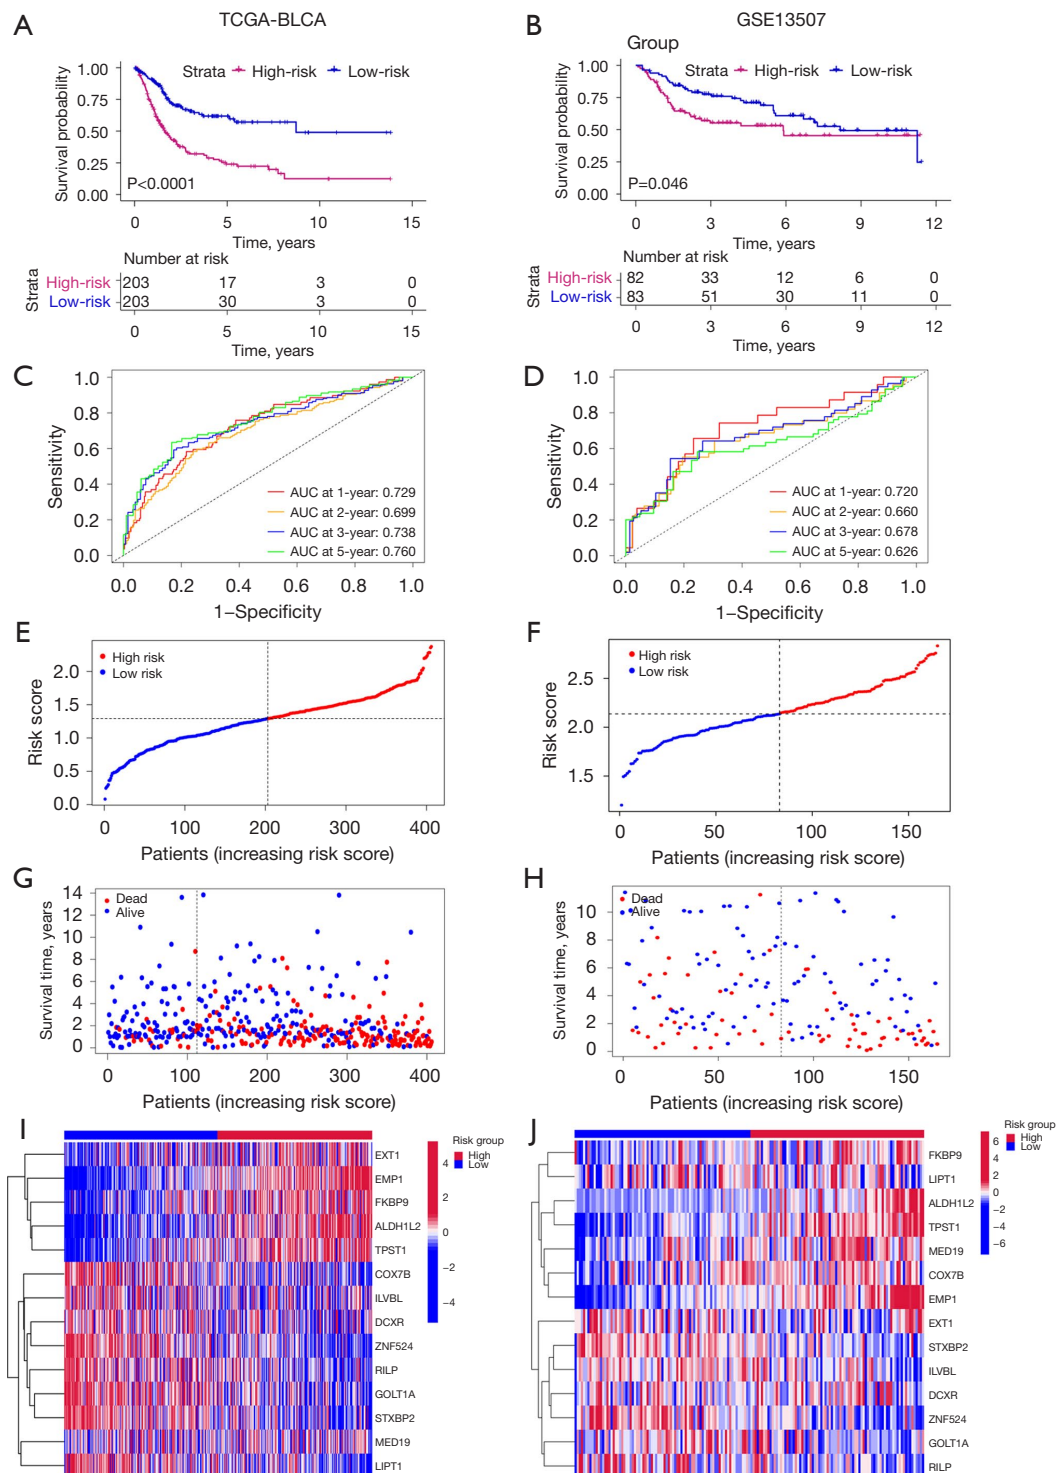 A
TCGA-BLCA
Strata High-risk Low-risk
Survival probability
1.00
0.75
0.50
0.25
0.00
P<0.0001
0 5 10 15
Time, years
Number at risk
Strata
High-risk 203 17 3 0
Low-risk 203 30 3 0
0 5 10 15
Time, years
B
GSE13507
Group
Strata High-risk Low-risk
Survival probability
1.00
0.75
0.50
0.25
0.00
P=0.046
0 3 6 9 12
Time, years
Number at risk
Strata
High-risk 82 33 12 6 0
Low-risk 83 51 30 11 0
0 3 6 9 12
Time, years
C
Sensitivity
1.0
0.8
0.6
0.4
0.2
0.0
AUC at 1-year: 0.729
AUC at 2-year: 0.699
AUC at 3-year: 0.738
AUC at 5-year: 0.760
0.0 0.2 0.4 0.6 0.8 1.0
1–Specificity
D
Sensitivity
1.0
0.8
0.6
0.4
0.2
0.0
AUC at 1-year: 0.720
AUC at 2-year: 0.660
AUC at 3-year: 0.678
AUC at 5-year: 0.626
0.0 0.2 0.4 0.6 0.8 1.0
1–Specificity
E
High risk
Low risk
Risk score
2.0
1.5
1.0
0.5
0.0
0 100 200 300 400
Patients (increasing risk score)
F
High risk
Low risk
Risk score
2.5
2.0
1.5
0 50 100 150
Patients (increasing risk score)
G
Dead
Alive
Survival time, years
14
12
10
8
6
4
2
0
0 100 200 300 400
Patients (increasing risk score)
H
Dead
Alive
Survival time, years
10
8
6
4
2
0
0 50 100 150
Patients (increasing risk score)
I
EXT1
EMP1
FKBP9
ALDH1L2
TPST1
COX7B
ILVBL
DCXR
ZNF524
RILP
GOLT1A
STXBP2
MED19
LIPT1
4
2
0
−2
−4
Risk group
High
Low
J
FKBP9
LIPT1
ALDH1L2
TPST1
MED19
COX7B
EMP1
EXT1
STXBP2
ILVBL
DCXR
ZNF524
GOLT1A
RILP
6
4
2
0
−2
−4
−6
Risk group
High
Low